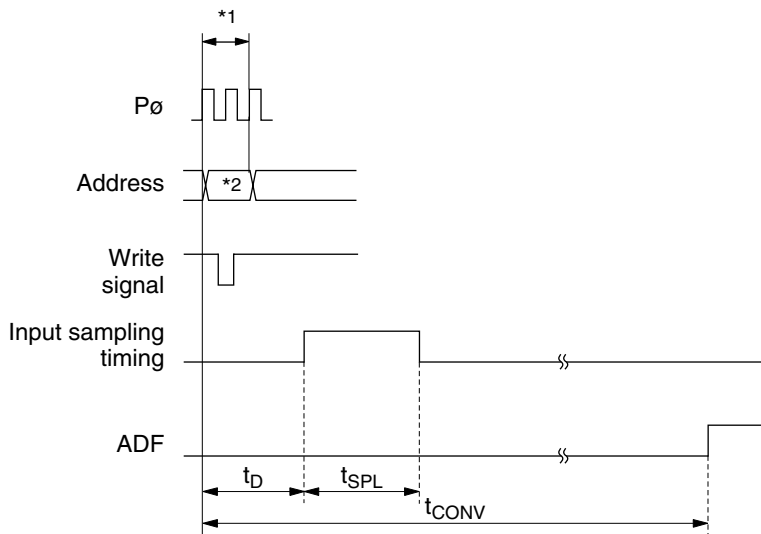 *1
Pø
Address
*2
Write
signal
Input sampling
timing
ADF
tD
tSPL
tCONV